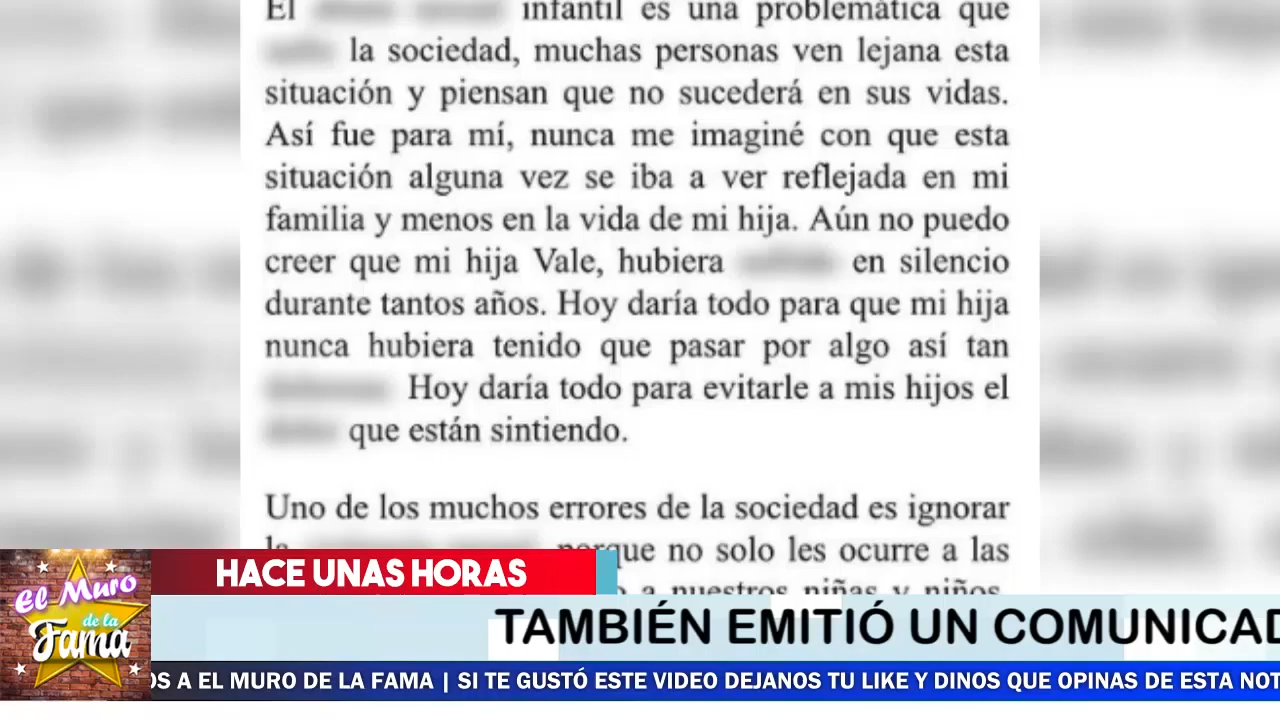 El infantil es una problemática que
la sociedad, muchas personas ven lejana esta
situación y piensan que no sucederá en sus vidas.
Así fue para mí, nunca me imaginé con que esta
situación alguna vez se iba a ver reflejada en mi
familia y menos en la vida de mi hija. Aún no puedo
creer que mi hija Vale, hubiera en silencio
durante tantos años. Hoy daría todo para que mi hija
nunca hubiera tenido que pasar por algo así tan
Hoy daría todo para evitarle a mis hijos el
que están sintiendo.
Uno de los muchos errores de la sociedad es ignorar
la porque no solo les ocurre a las
a nuestros niñas y niños.
HACE UNAS HORAS
El Muro
de la
Fama
TAMBIÉN EMITIÓ UN COMUNICAD
OS A EL MURO DE LA FAMA | SI TE GUSTÓ ESTE VIDEO DEJANOS TU LIKE Y DINOS QUE OPINAS DE ESTA NOT